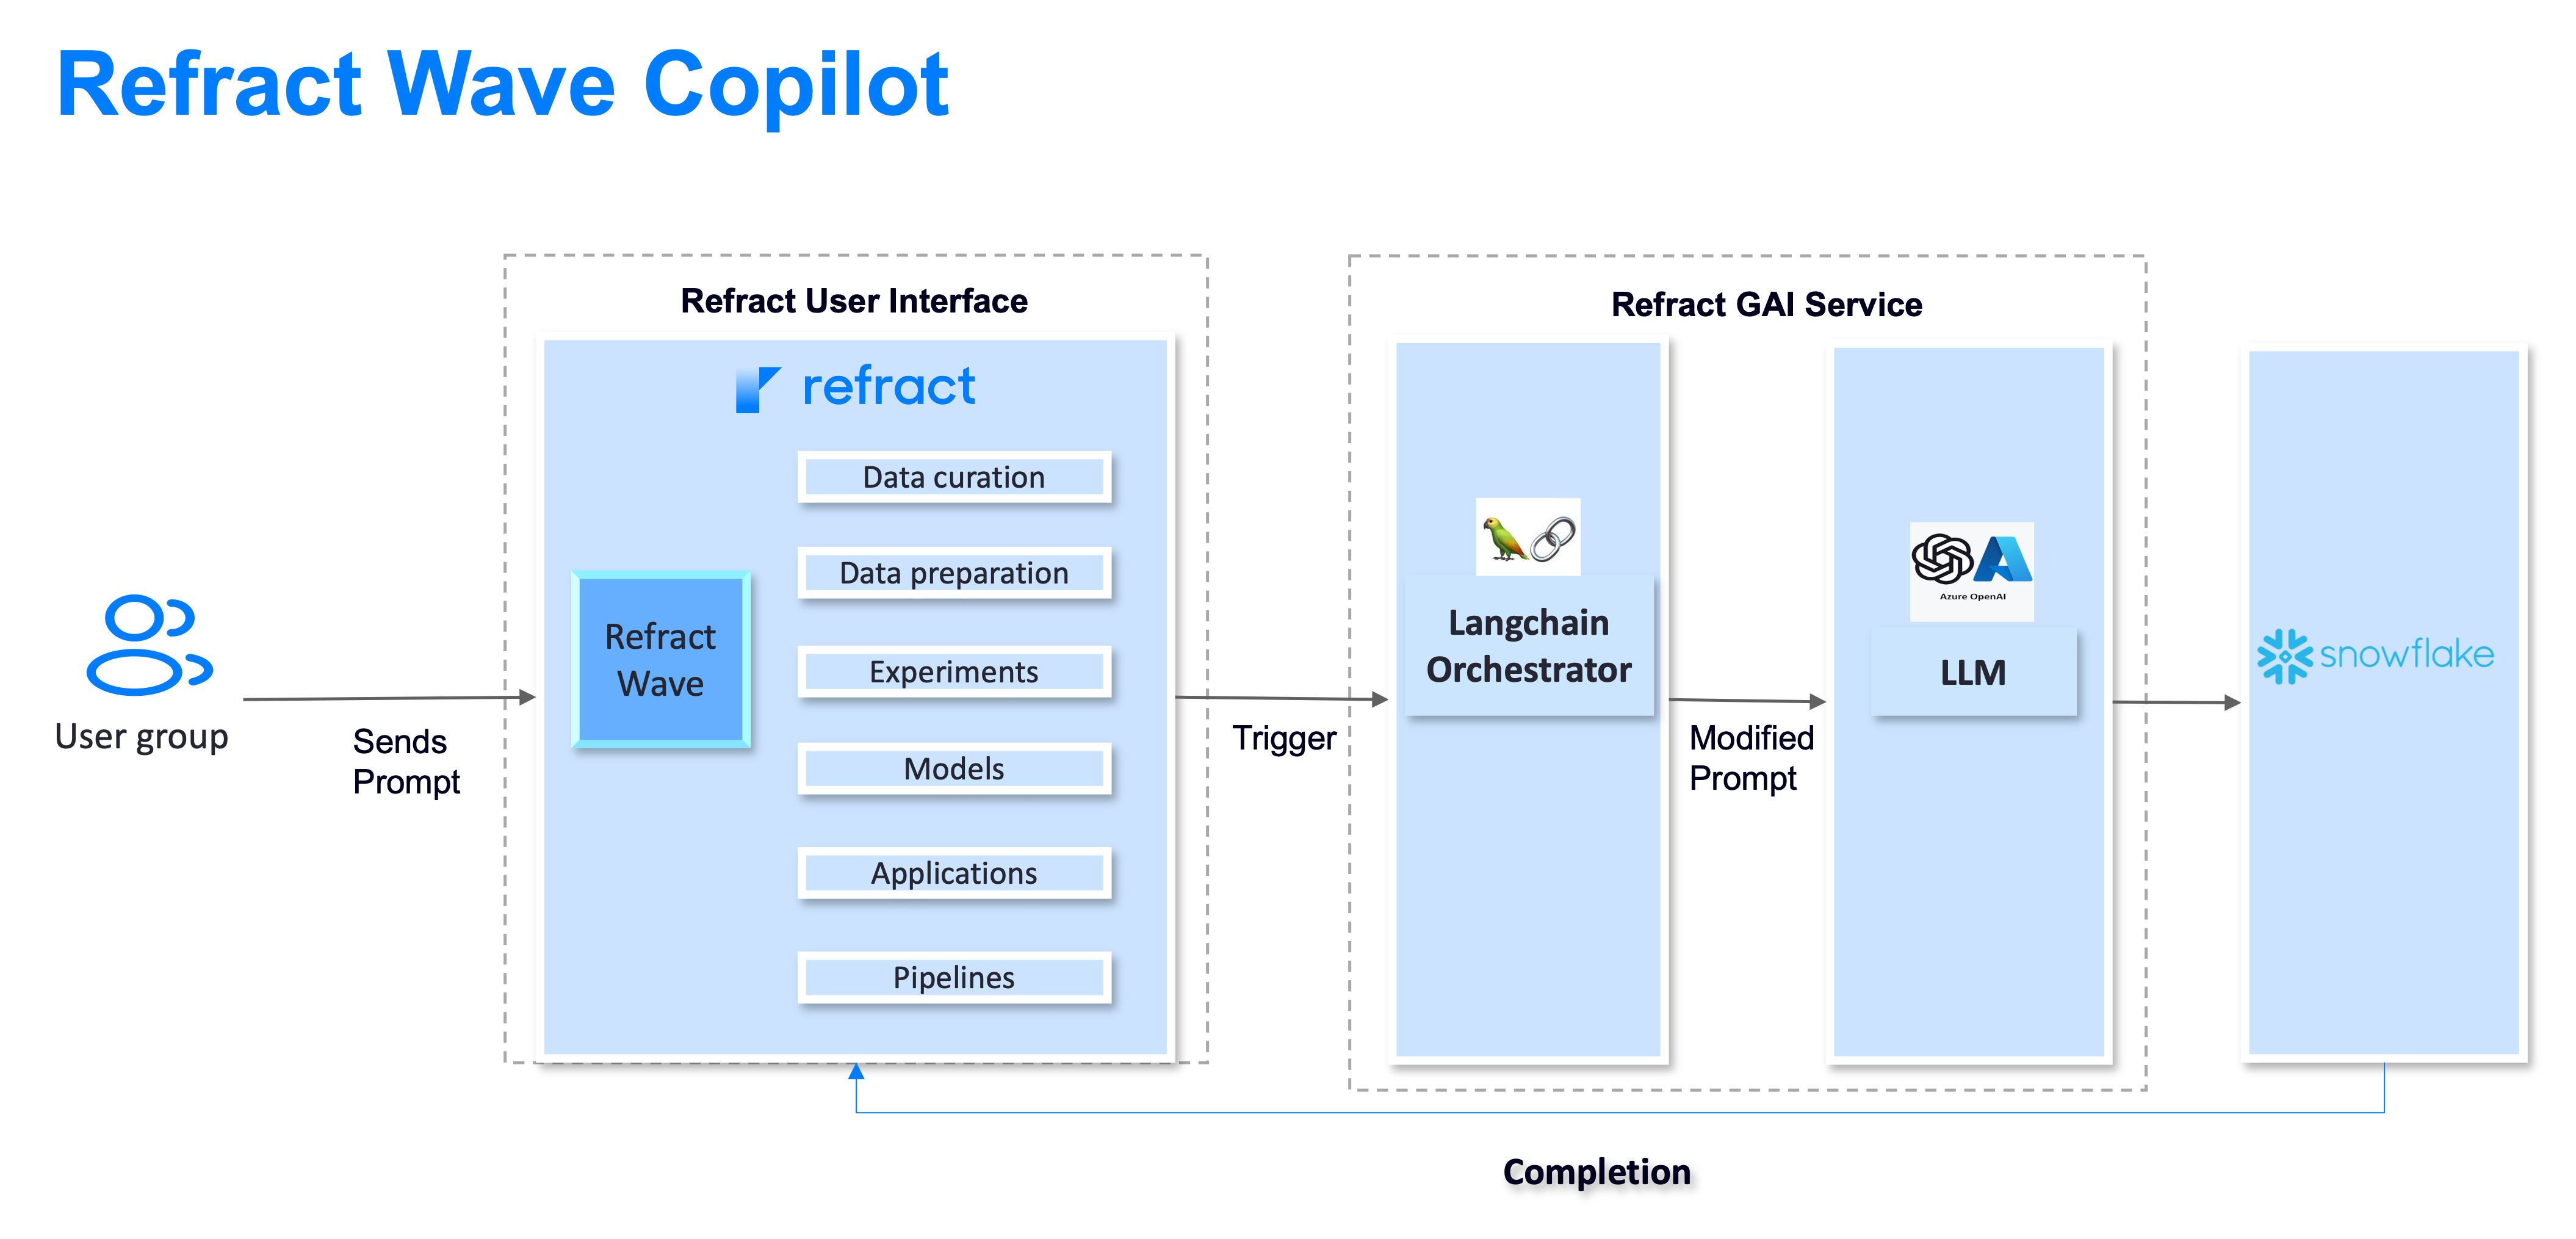 Refract Wave Copilot
Refract User Interface
refract
Data curation
Data preparation
Experiments
Models
Applications
Pipelines
Refract
Wave
User group
Sends
Prompt
Trigger
Refract GAI Service
Langchain
Orchestrator
Modified
Prompt
Azure OpenAI
LLM
snowflake
Completion